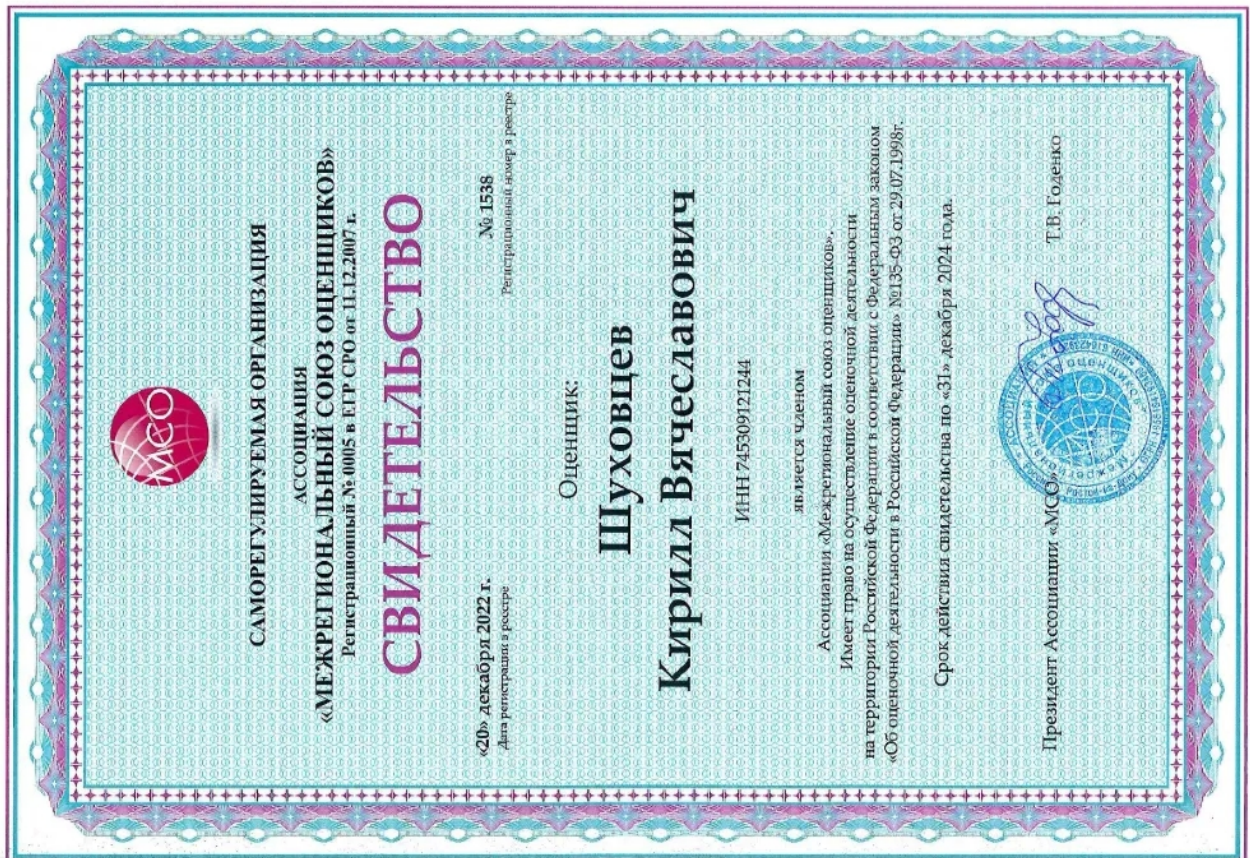 МСО
САМОРЕГУЛИРУЕМАЯ ОРГАНИЗАЦИЯ
АССОЦИАЦИЯ
«МЕЖРЕГИОНАЛЬНЫЙ СОЮЗ ОЦЕНЩИКОВ»
Регистрационный № 0005 в ЕГР СРО от 11.12.2007 г.
СВИДЕТЕЛЬСТВО
«20» декабря 2022 г. № 1538
Дата регистрации в реестре Регистрационный номер в реестре
Оценщик:
Шуховцев
Кирилл Вячеславович
ИНН 745309121244
является членом
Ассоциации «Межрегиональный союз оценщиков».
Имеет право на осуществление оценочной деятельности
на территории Российской Федерации в соответствии с Федеральным законом
«Об оценочной деятельности в Российской Федерации» №135-ФЗ от 29.07.1998г.
Срок действия свидетельства по «31» декабря 2024 года.
Президент Ассоциации «МСО» Т.В. Годенко